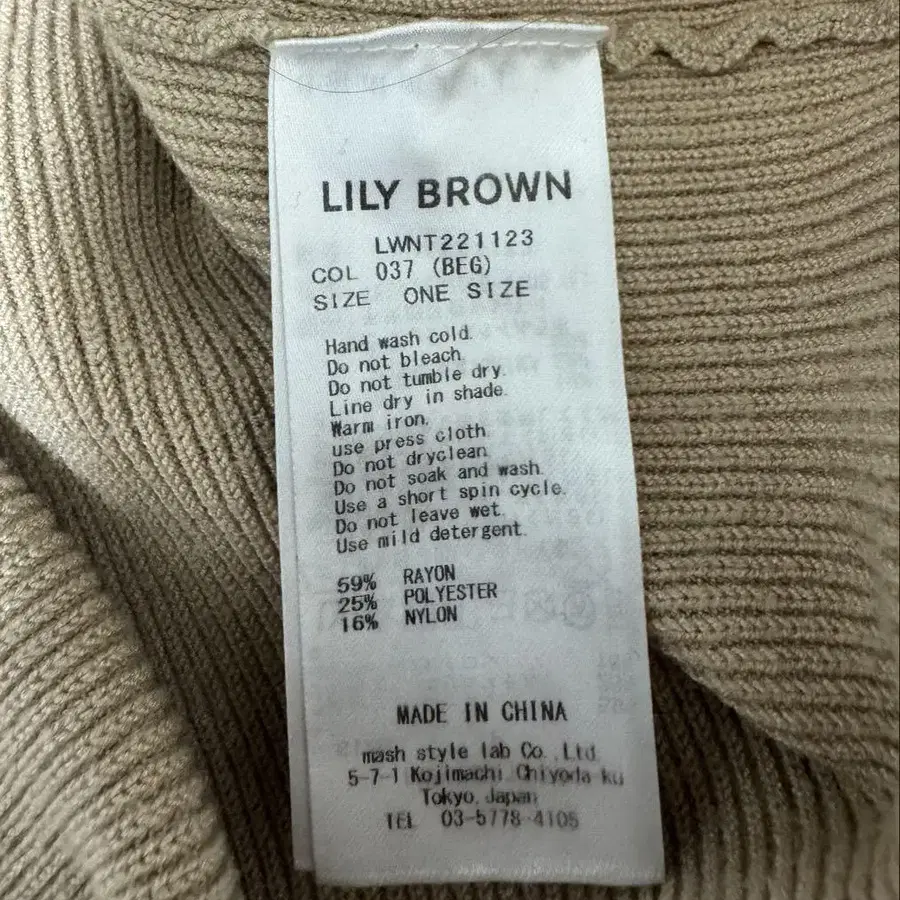 LILY BROWN
LWNT221123
COL 037 (BEG)
SIZE ONE SIZE
Hand wash cold.
Do not bleach.
Do not tumble dry.
Line dry in shade.
Warm iron.
use press cloth.
Do not dryclean.
Do not soak and wash.
Use a short spin cycle.
Do not leave wet.
Use mild detergent.
59% RAYON
25% POLYESTER
16% NYLON
MADE IN CHINA
mash style lab Co.,Ltd.
5-7-1 Kojimachi Chiyoda-ku
Tokyo,Japan
TEL 03-5778-4105